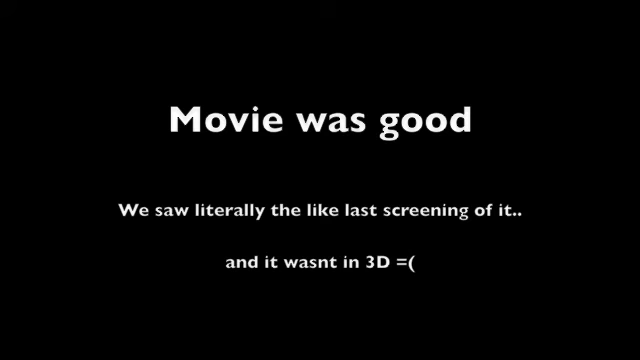 Movie was good
We saw literally the like last screening of it..
and it wasnt in 3D =(